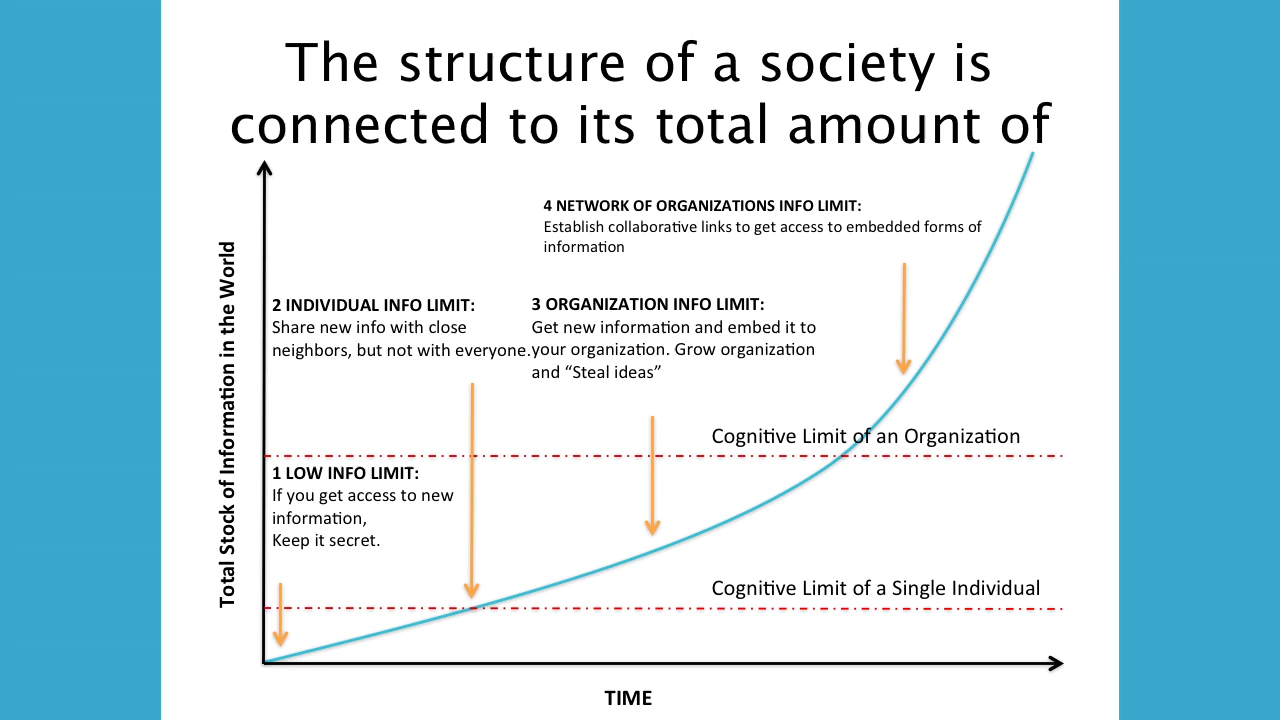 The structure of a society is
connected to its total amount of
4 NETWORK OF ORGANIZATIONS INFO LIMIT:
Establish collaborative links to get access to embedded forms of
information
2 INDIVIDUAL INFO LIMIT:
Share new info with close
neighbors, but not with everyone.
3 ORGANIZATION INFO LIMIT:
Get new information and embed it to
your organization. Grow organization
and “Steal ideas”
Cognitive Limit of an Organization
1 LOW INFO LIMIT:
If you get access to new
information,
Keep it secret.
Cognitive Limit of a Single Individual
Total Stock of Information in the World
TIME